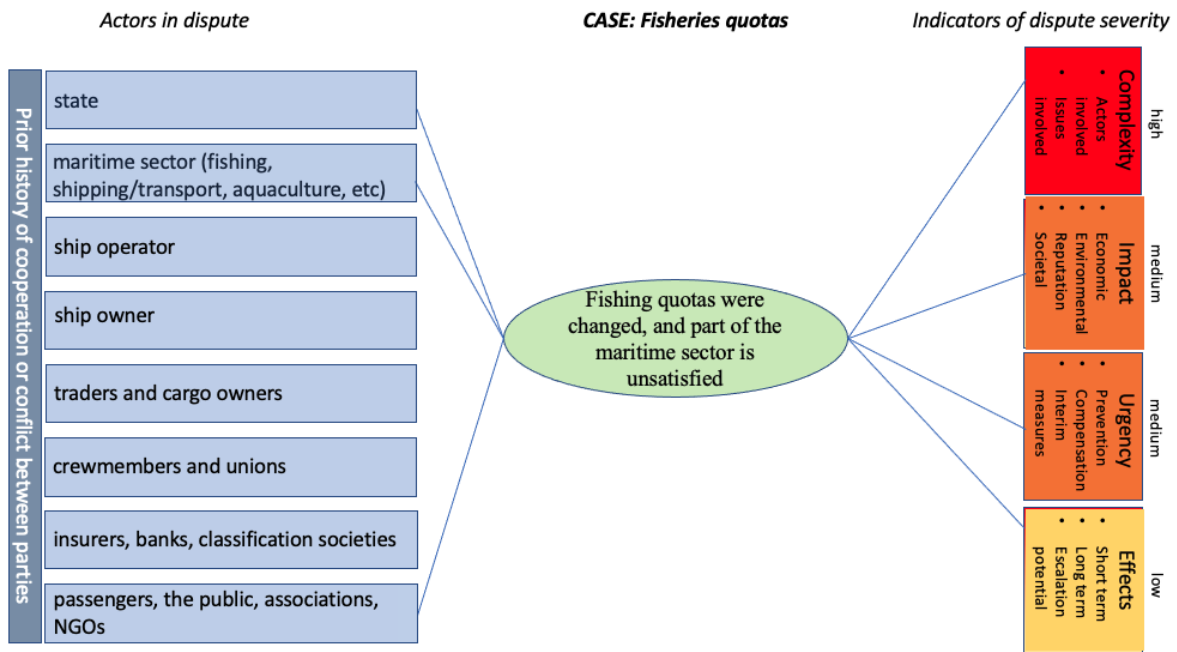 Actors in dispute
CASE: Fisheries quotas
Indicators of dispute severity
Prior history of cooperation or conflict between parties
state
maritime sector (fishing,
shipping/transport, aquaculture, etc)
ship operator
ship owner
traders and cargo owners
crewmembers and unions
insurers, banks, classification societies
passengers, the public, associations,
NGOs
Fishing quotas were
changed, and part of the
maritime sector is
unsatisfied
high
Complexity
• Actors
involved
• Issues
involved
medium
Impact
• Economic
• Environmental
• Reputation
• Societal
medium
Urgency
• Prevention
• Compensation
• Interim
measures
low
Effects
• Short term
• Long term
• Escalation
potential